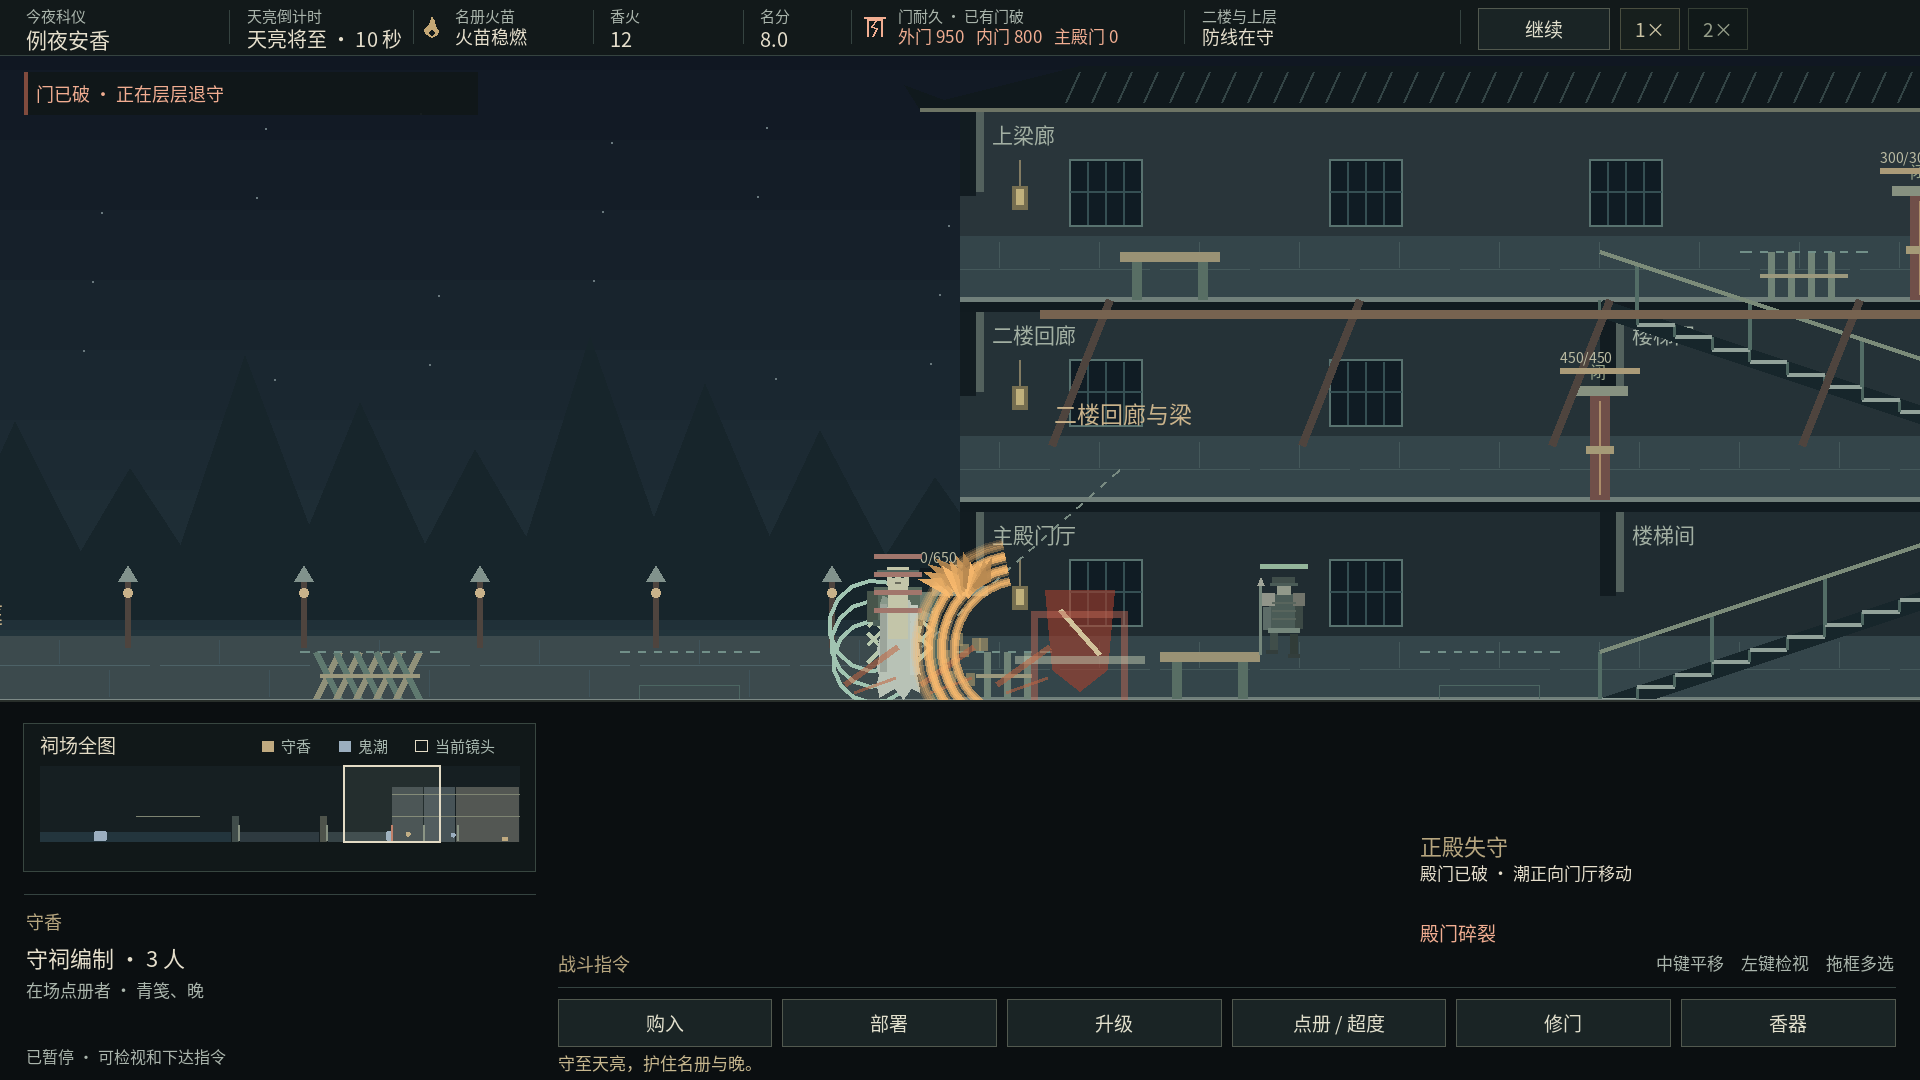 今夜科仪
例夜安香
天亮倒计时
天亮将至 · 10 秒
名册火苗
火苗稳燃
香火
12
名分
8.0
门耐久 · 已有门破
外门 950 内门 800 主殿门 0
二楼与上层
防线在守
继续
1×
2×
门已破 · 正在层层退守
上梁廊
300/30
二楼回廊
450/450
闭
二楼回廊与梁
主殿门厅
楼梯间
0/650
祠场全图
守香
鬼潮
当前镜头
正殿失守
殿门已破 · 潮正向门厅移动
殿门碎裂
守香
守祠编制 · 3 人
在场点册者 · 青笺、晚
已暂停 · 可检视和下达指令
战斗指令
中键平移 左键检视 拖框多选
购入
部署
升级
点册 / 超度
修门
香器
守至天亮，护住名册与晚。